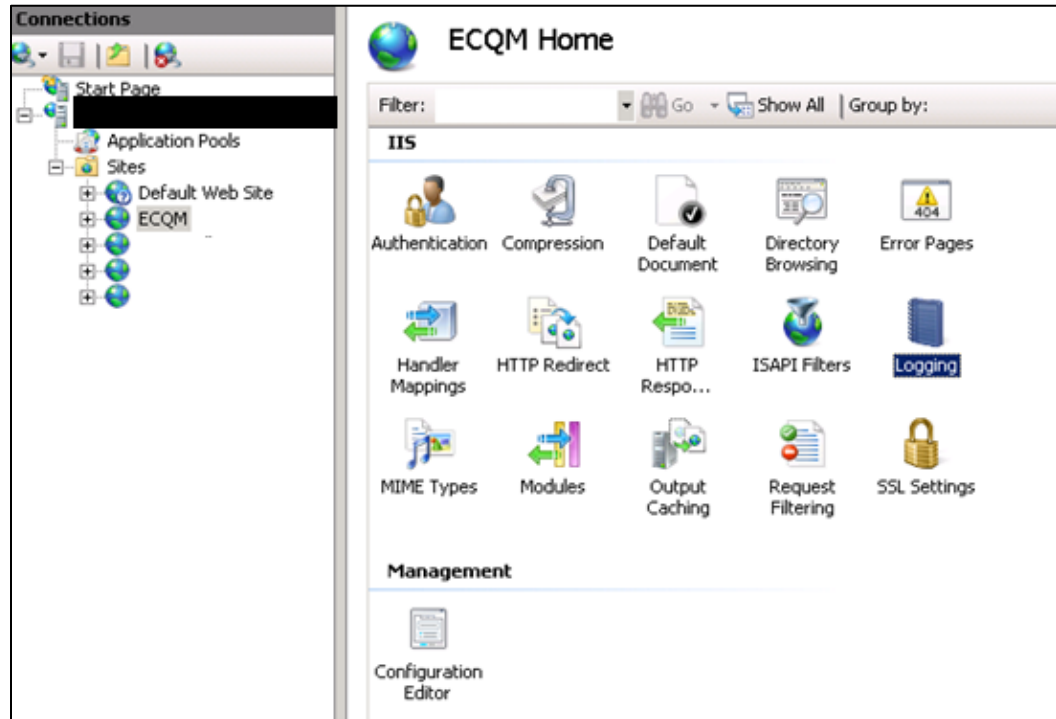 Connections
Start Page
Application Pools
Sites
Default Web Site
ECQM
ECQM Home
Filter:
Go
Show All
Group by:
IIS
Authentication
Compression
Default
Document
Directory
Browsing
404
Error Pages
Handler
Mappings
HTTP Redirect
HTTP
Respo...
ISAPI Filters
Logging
MIME Types
Modules
Output
Caching
Request
Filtering
SSL Settings
Management
Configuration
Editor